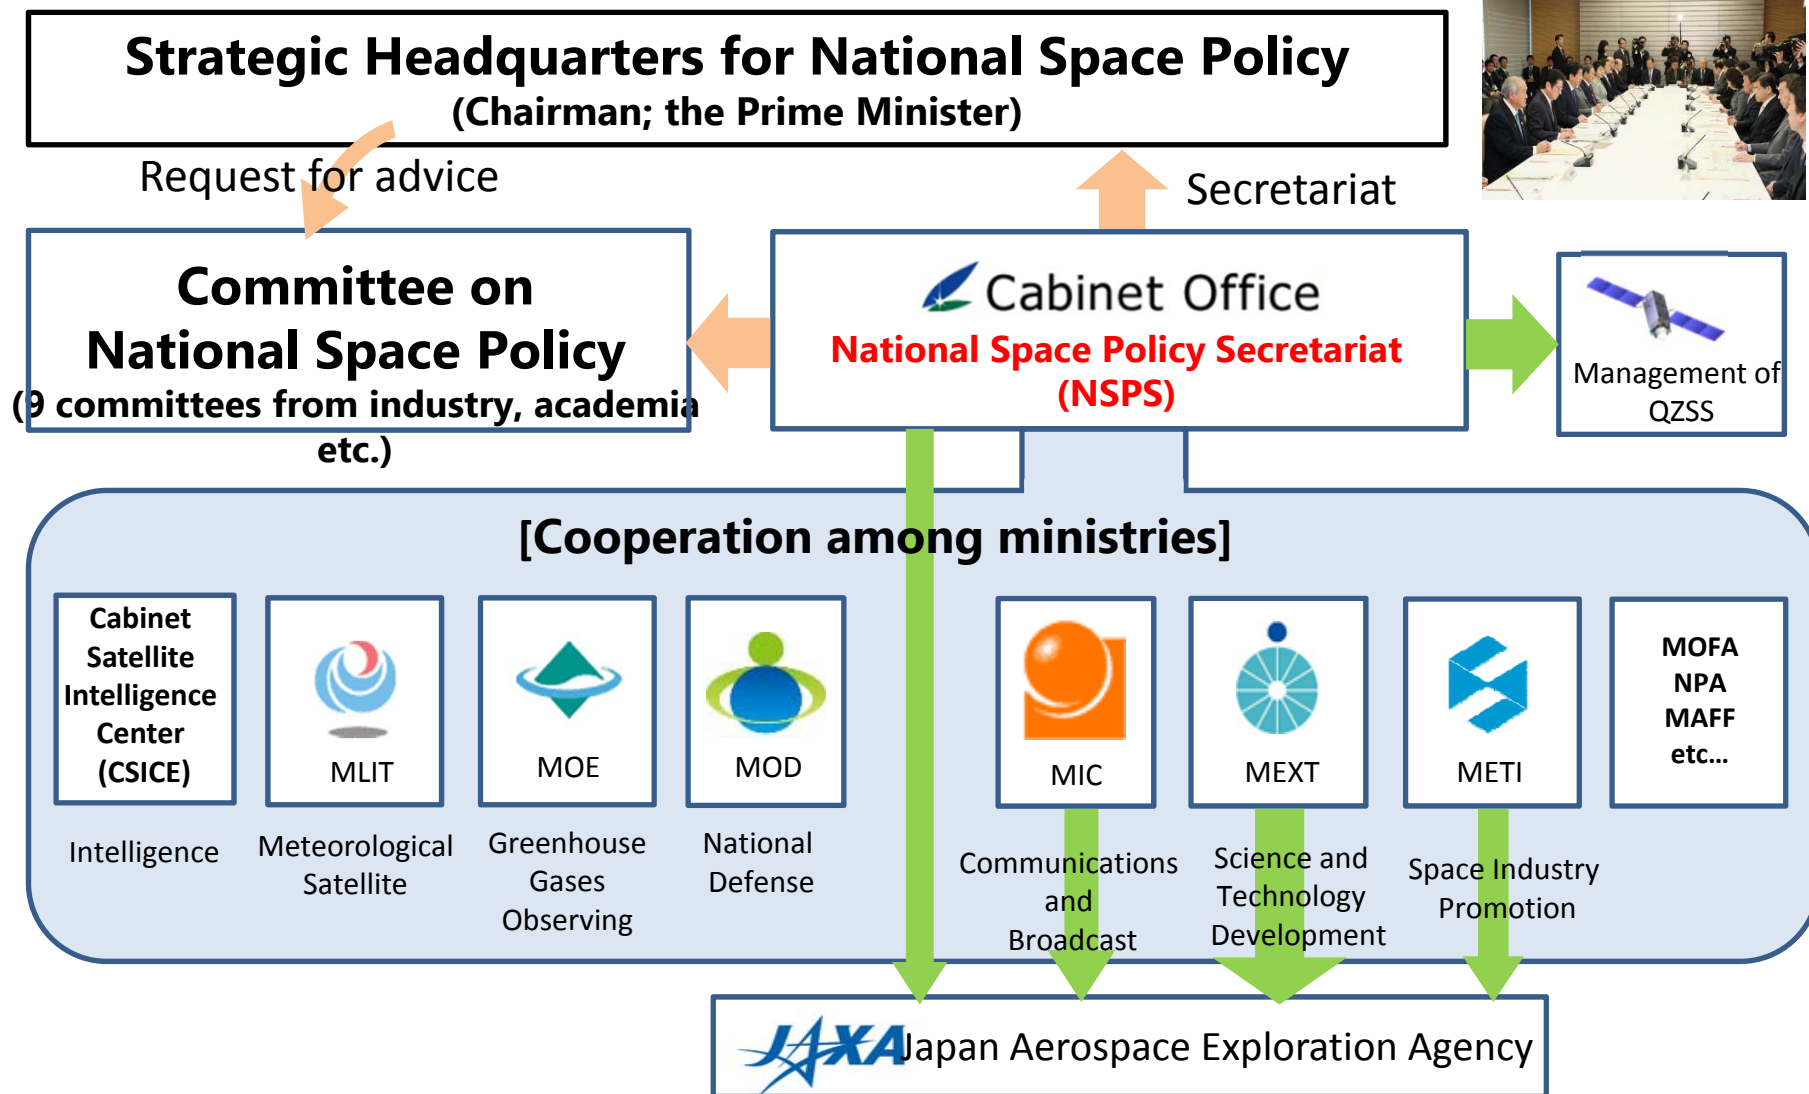 Strategic Headquarters for National Space Policy
(Chairman; the Prime Minister)
Request for advice
Secretariat
Committee on
National Space Policy
(9 committees from industry, academia
etc.)
Cabinet Office
National Space Policy Secretariat
(NSPS)
Management of
QZSS
[Cooperation among ministries]
Cabinet
Satellite
Intelligence
Center
(CSICE)
Intelligence
MLIT
Meteorological
Satellite
MOE
Greenhouse
Gases
Observing
MOD
National
Defense
MIC
Communications
and
Broadcast
MEXT
Science and
Technology
Development
METI
Space Industry
Promotion
MOFA
NPA
MAFF
etc...
JAXA Japan Aerospace Exploration Agency